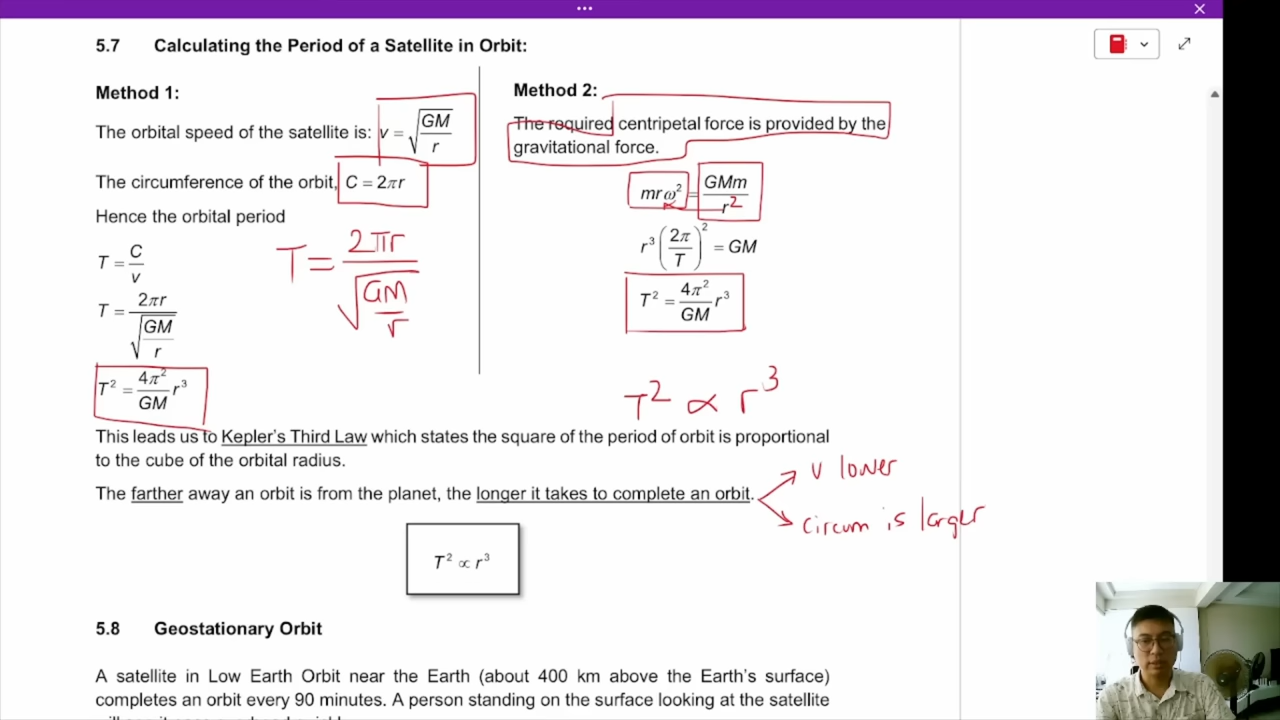 5.7 Calculating the Period of a Satellite in Orbit:
Method 1:
The orbital speed of the satellite is: v = √(GM/r)
The circumference of the orbit, C = 2πr
Hence the orbital period
T = C/v
T = 2πr/√(GM/r)
T² = 4π²/GM r³
T = 2πr/√(GM/r)
Method 2:
The required centripetal force is provided by the
gravitational force.
mrω² = GMm/r²
r³(2π/T)² = GM
T² = 4π²/GM r³
T² ∝ r³
This leads us to Kepler's Third Law which states the square of the period of orbit is proportional
to the cube of the orbital radius.
The farther away an orbit is from the planet, the longer it takes to complete an orbit.
v lower
circum is larger
T² ∝ r³
5.8 Geostationary Orbit
A satellite in Low Earth Orbit near the Earth (about 400 km above the Earth's surface)
completes an orbit every 90 minutes. A person standing on the surface looking at the satellite